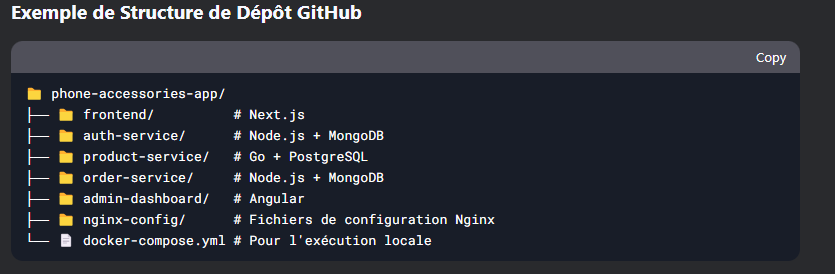 Exemple de Structure de Dépôt GitHub
Copy
📁 phone-accessories-app/
├── 📁 frontend/          # Next.js
├── 📁 auth-service/      # Node.js + MongoDB
├── 📁 product-service/   # Go + PostgreSQL
├── 📁 order-service/     # Node.js + MongoDB
├── 📁 admin-dashboard/   # Angular
├── 📁 nginx-config/      # Fichiers de configuration Nginx
└── 📄 docker-compose.yml # Pour l'exécution locale